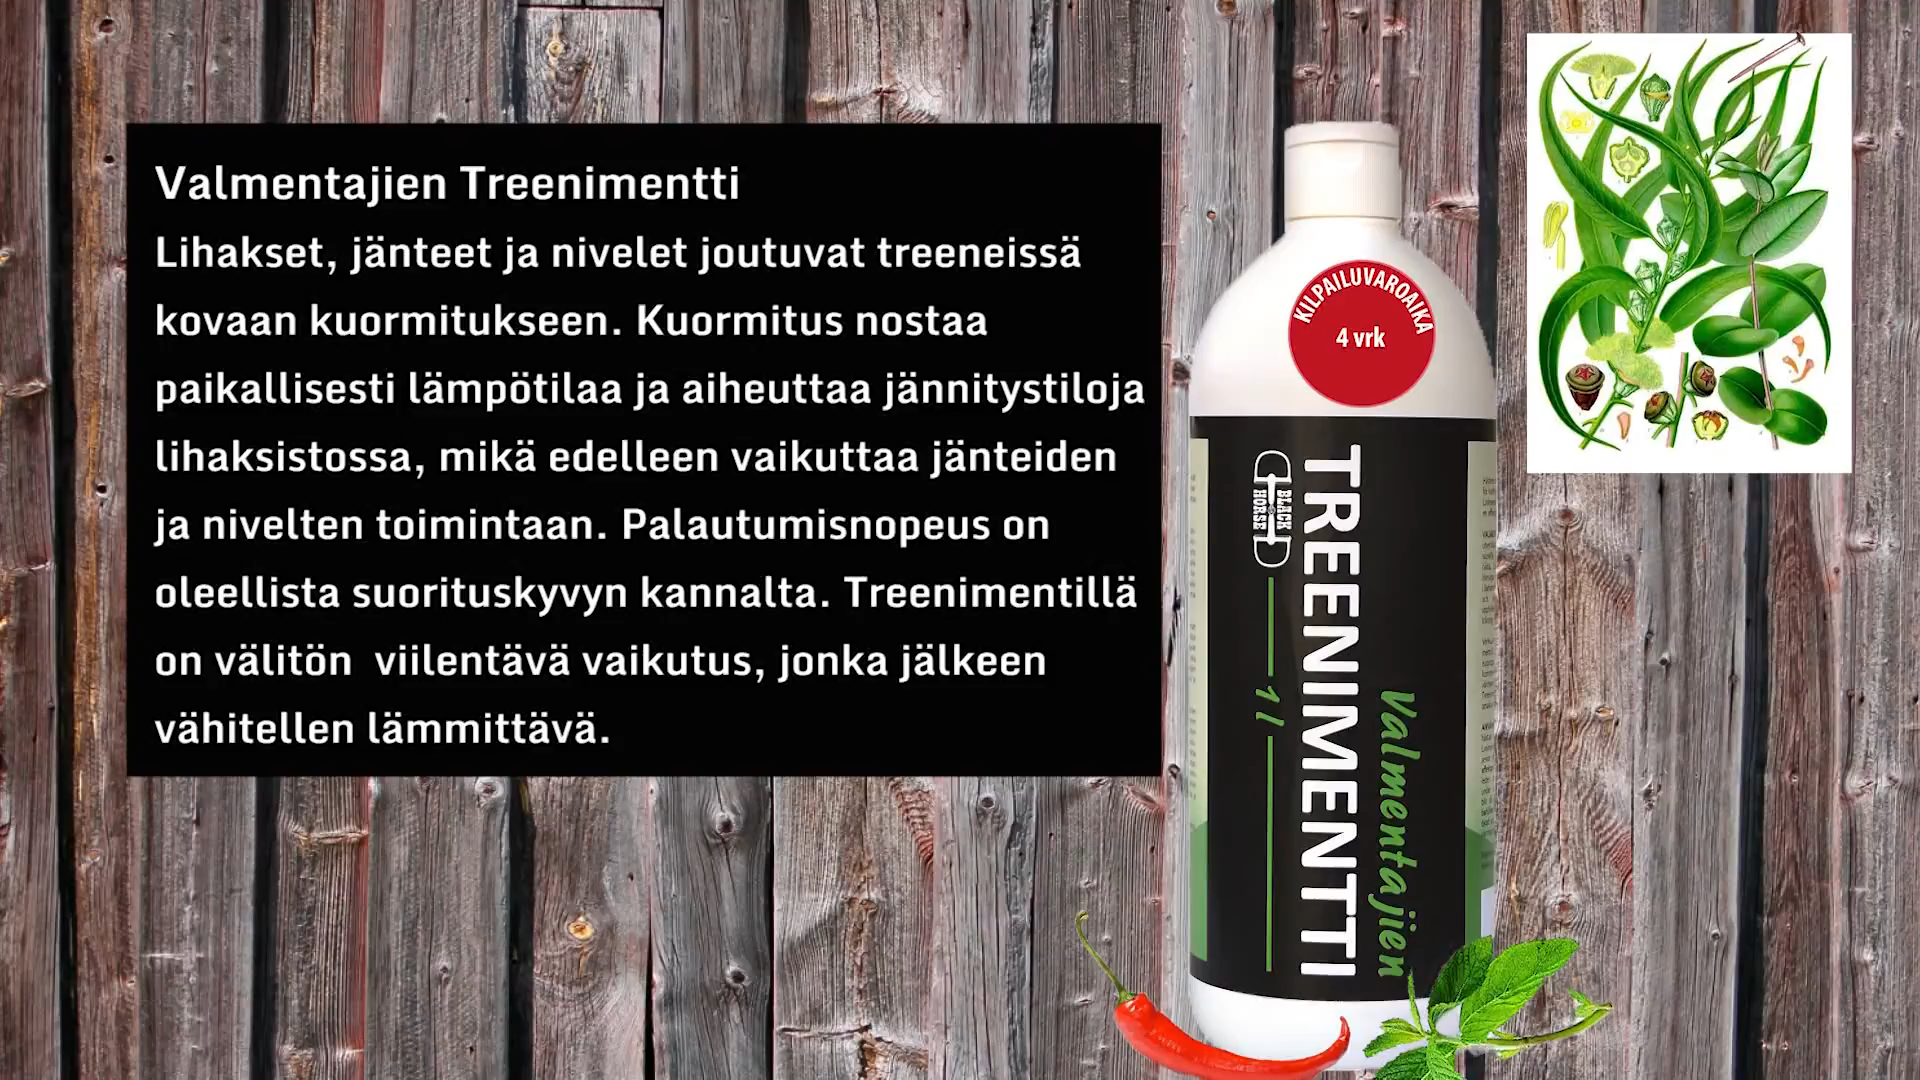 Valmentajien Treenimentti
Lihakset, jänteet ja nivelet joutuvat treeneissä
kovaan kuormitukseen. Kuormitus nostaa
paikallisesti lämpötilaa ja aiheuttaa jännitystiloja
lihaksistossa, mikä edelleen vaikuttaa jänteiden
ja nivelten toimintaan. Palautumisnopeus on
oleellista suorituskyvyn kannalta. Treenimentillä
on välitön  viilentävä vaikutus, jonka jälkeen
vähitellen lämmittävä.
KILPAILUVAROAIKA
4 vrk
BLACK
HORSE
1 l
TREENIMENTTI
Valmentajien